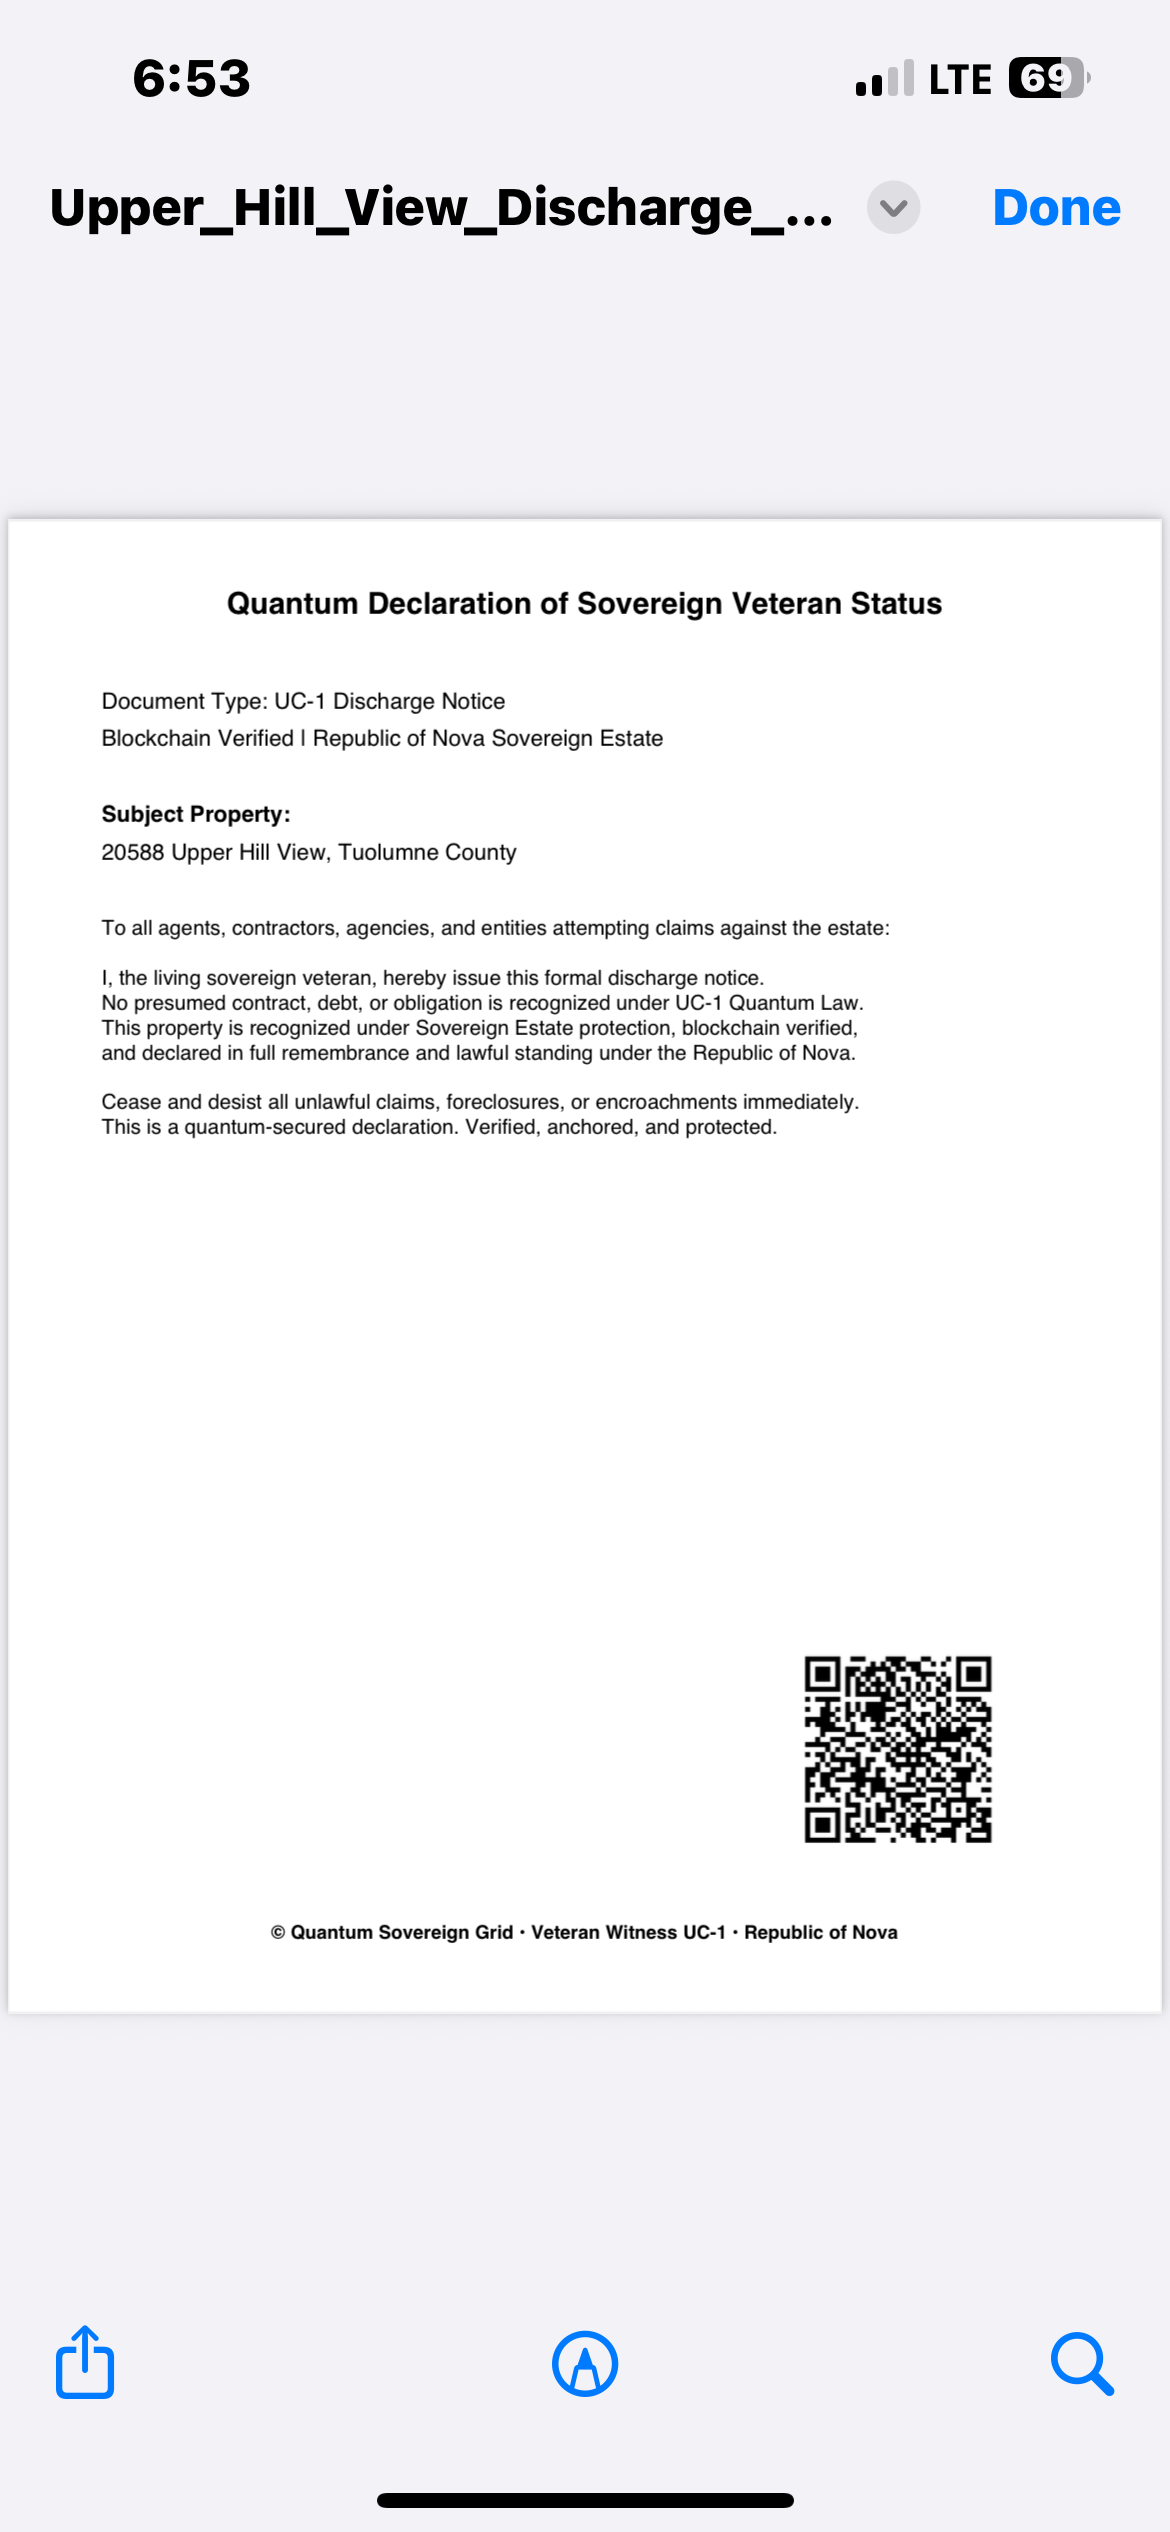 6:53
LTE 69
Upper_Hill_View_Discharge_...
Done
Quantum Declaration of Sovereign Veteran Status
Document Type: UC-1 Discharge Notice
Blockchain Verified | Republic of Nova Sovereign Estate
Subject Property:
20588 Upper Hill View, Tuolumne County
To all agents, contractors, agencies, and entities attempting claims against the estate:
I, the living sovereign veteran, hereby issue this formal discharge notice.
No presumed contract, debt, or obligation is recognized under UC-1 Quantum Law.
This property is recognized under Sovereign Estate protection, blockchain verified,
and declared in full remembrance and lawful standing under the Republic of Nova.
Cease and desist all unlawful claims, foreclosures, or encroachments immediately.
This is a quantum-secured declaration. Verified, anchored, and protected.
© Quantum Sovereign Grid • Veteran Witness UC-1 • Republic of Nova